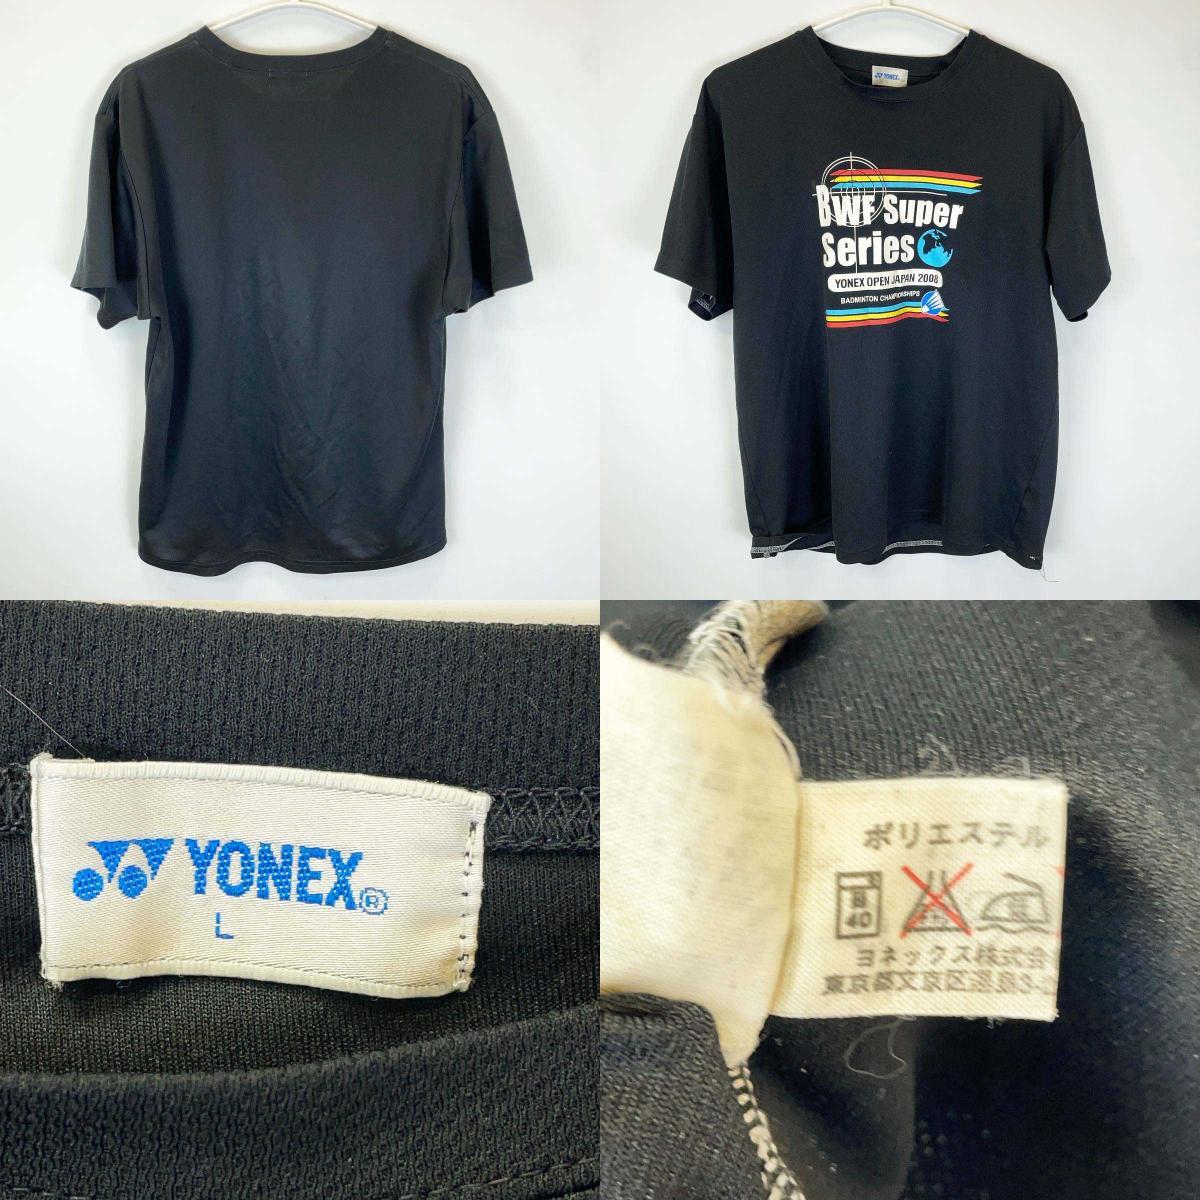 YONEX
BWF Super
Series
YONEX OPEN JAPAN 2008
BADMINTON CHAMPIONSHIPS
YONEX®
L
ポリエステル
40
ヨネックス株式会
東京都文京区湯島3-